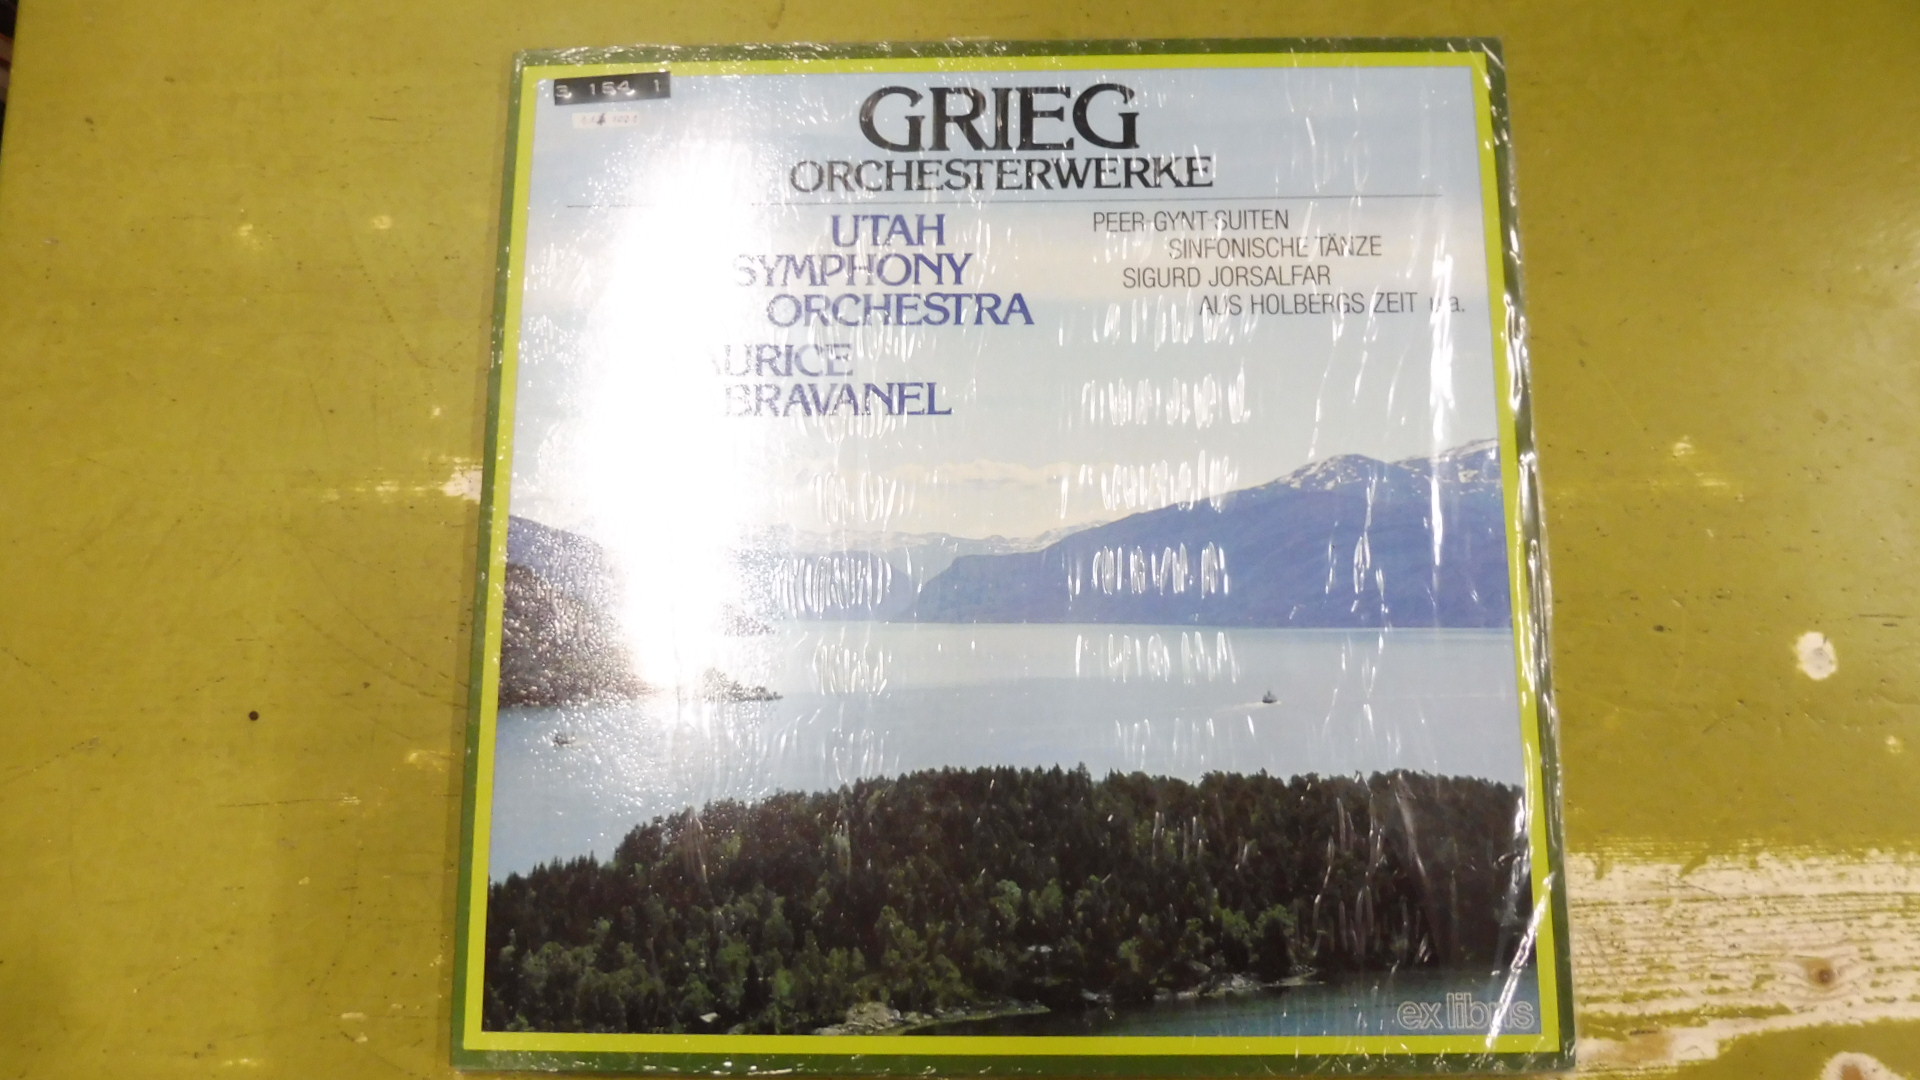 3 154 1
GRIEG
ORCHESTERWERKE
UTAH
SYMPHONY
ORCHESTRA
AURICE
BRAVANEL
PEER-GYNT-SUITEN
SINFONISCHE TÄNZE
SIGURD JORSALFAR
AUS HOLBERGS ZEIT u.a.
ex libris